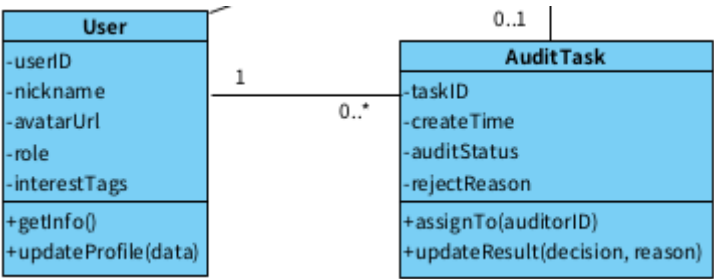 User
-userID
-nickname
-avatarUrl
-role
-interestTags
+getInfo()
+updateProfile(data)
1
0..*
0..1
AuditTask
-taskID
-createTime
-auditStatus
-rejectReason
+assignTo(auditorID)
+updateResult(decision, reason)